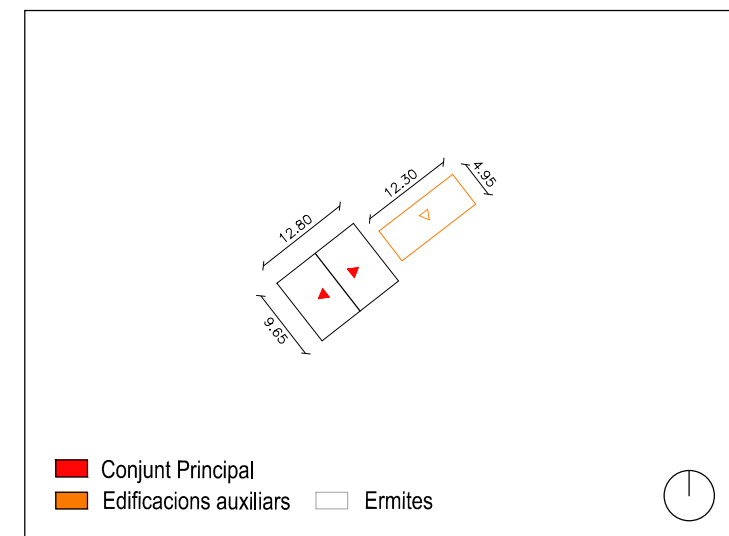 4.95
12.30
12.80
9.65
Conjunt Principal
Edificacions auxiliars Ermites